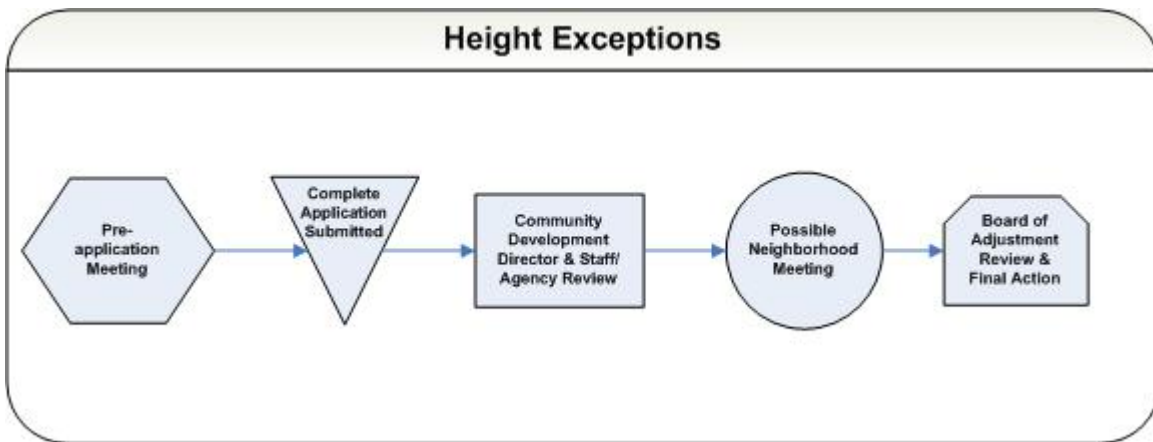 Height Exceptions
Pre-
application
Meeting
Complete
Application
Submitted
Community
Development
Director & Staff/
Agency Review
Possible
Neighborhood
Meeting
Board of
Adjustment
Review &
Final Action